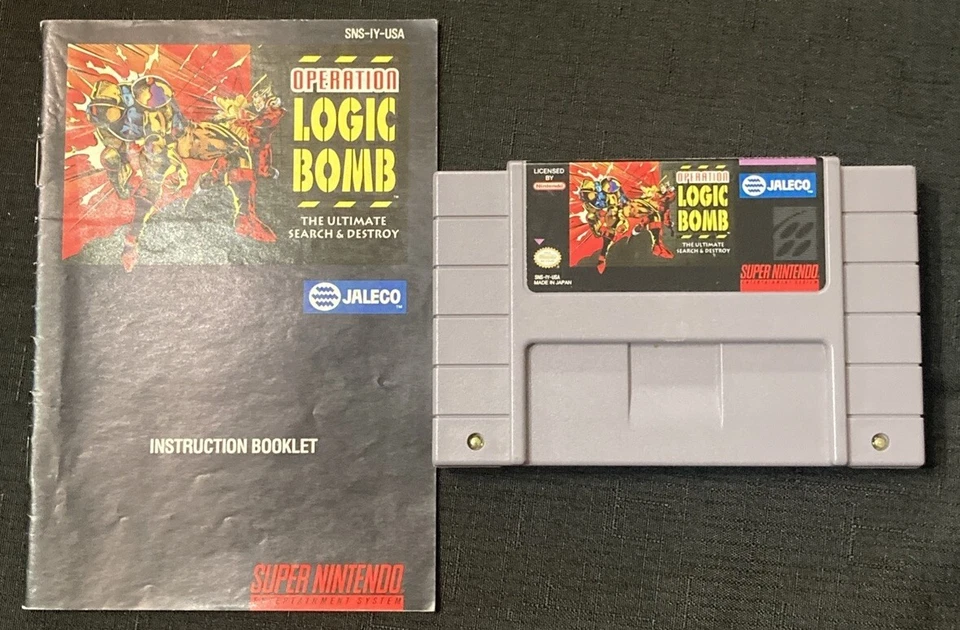 SNS-IY-USA
OPERATION
LOGIC
BOMB
TM
THE ULTIMATE
SEARCH & DESTROY
JALECO
TM
INSTRUCTION BOOKLET
SUPER NINTENDO
ENTERTAINMENT SYSTEM
LICENSED
BY
Nintendo
OPERATION
LOGIC
BOMB
THE ULTIMATE
SEARCH & DESTROY
JALECO
SNS-IY-USA
MADE IN JAPAN
SUPER NINTENDO
ENTERTAINMENT SYSTEM